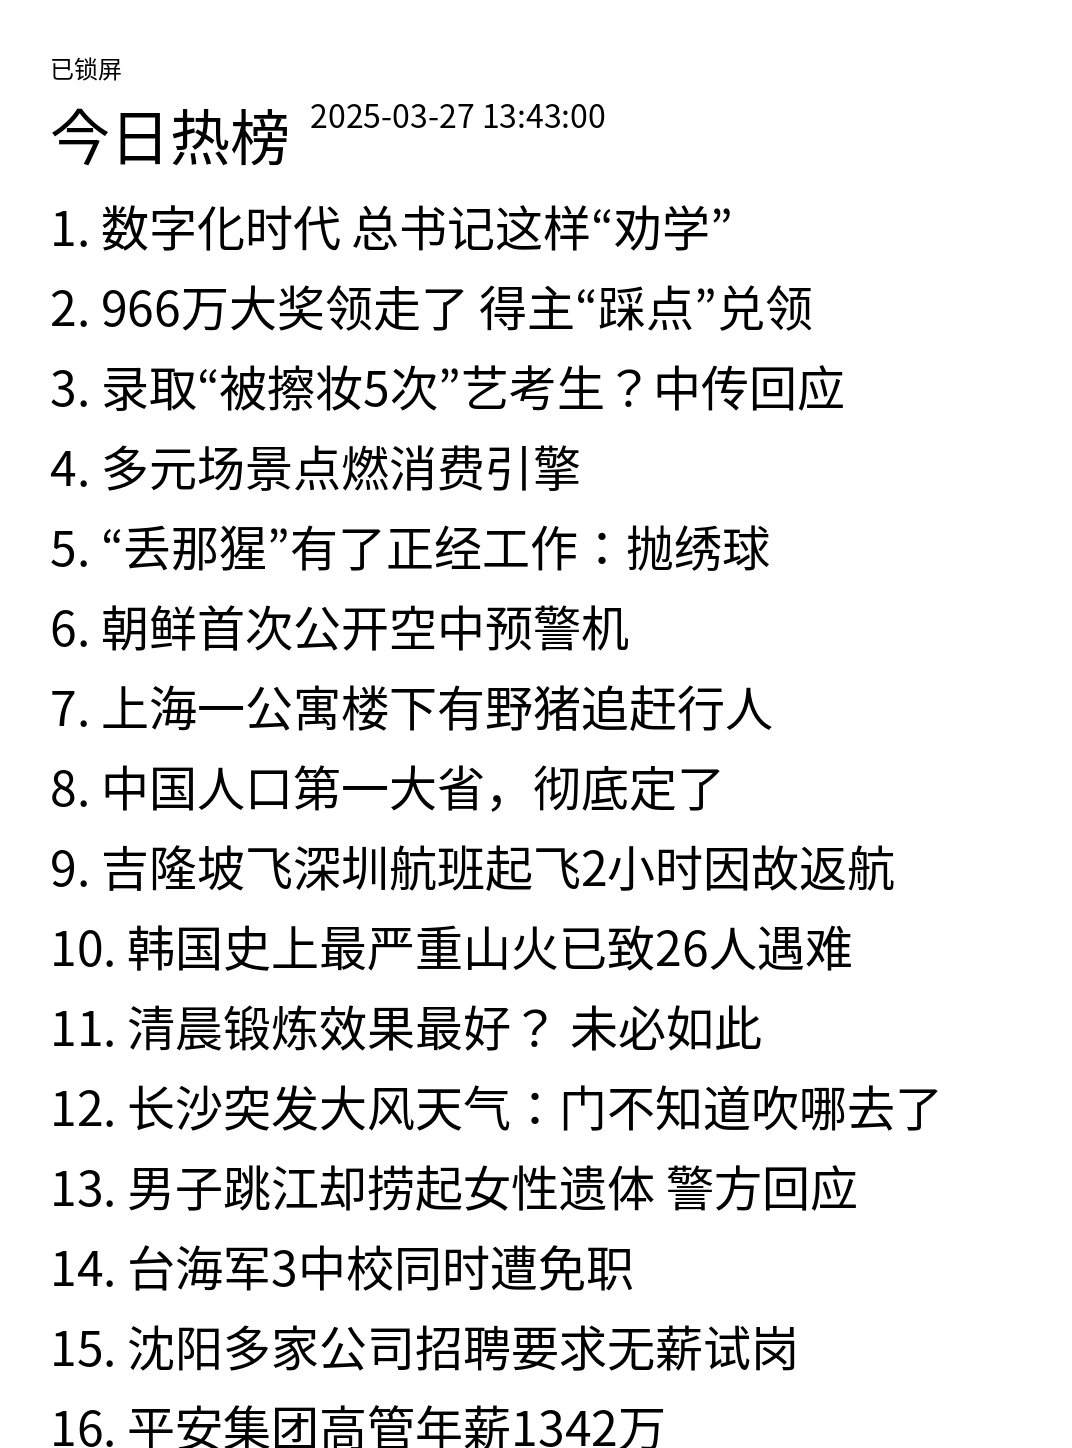 已锁屏
今日热榜 2025-03-27 13:43:00
1. 数字化时代 总书记这样“劝学”
2. 966万大奖领走了 得主“踩点”兑领
3. 录取“被擦妆5次”艺考生？中传回应
4. 多元场景点燃消费引擎
5. “丢那猩”有了正经工作：抛绣球
6. 朝鲜首次公开空中预警机
7. 上海一公寓楼下有野猪追赶行人
8. 中国人口第一大省，彻底定了
9. 吉隆坡飞深圳航班起飞2小时因故返航
10. 韩国史上最严重山火已致26人遇难
11. 清晨锻炼效果最好？ 未必如此
12. 长沙突发大风天气：门不知道吹哪去了
13. 男子跳江却捞起女性遗体 警方回应
14. 台海军3中校同时遭免职
15. 沈阳多家公司招聘要求无薪试岗
16. 平安集团高管年薪1342万